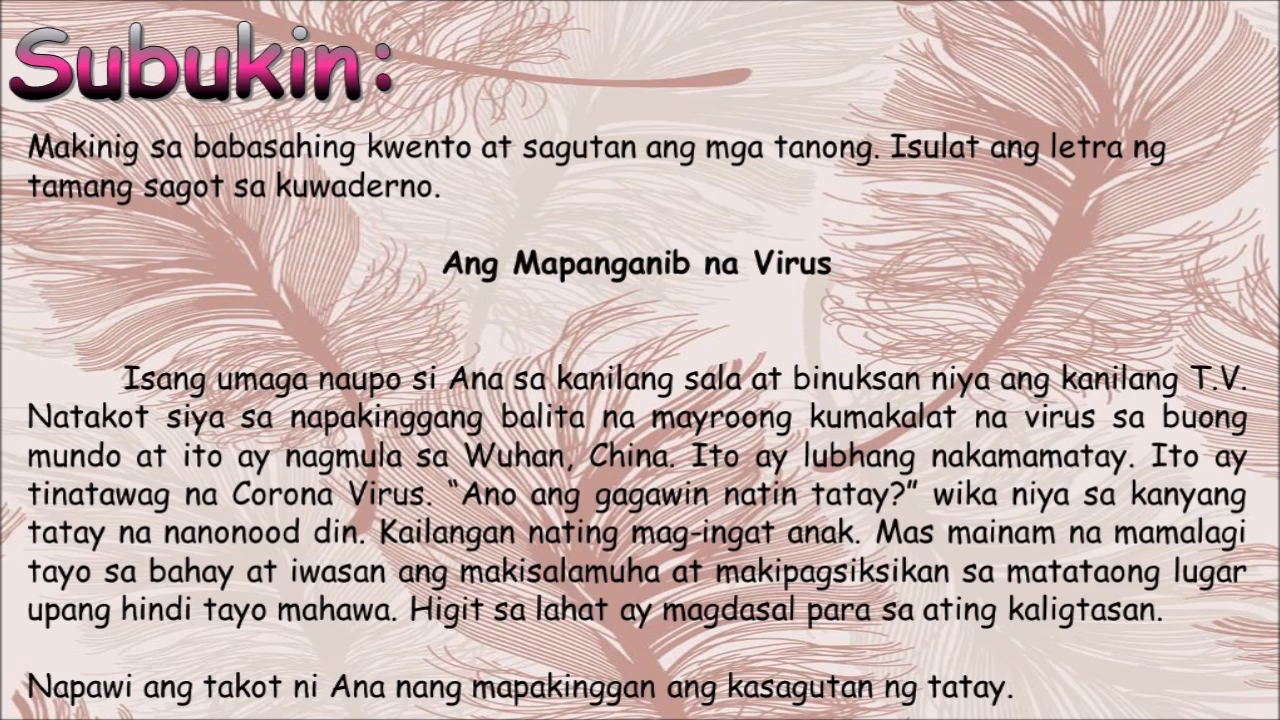 Subukin:
Makinig sa babasahing kwento at sagutan ang mga tanong. Isulat ang letra ng
tamang sagot sa kuwaderno.
Ang Mapanganib na Virus
Isang umaga naupo si Ana sa kanilang sala at binuksan niya ang kanilang T.V.
Natakot siya sa napakinggang balita na mayroong kumakalat na virus sa buong
mundo at ito ay nagmula sa Wuhan, China. Ito ay lubhang nakamamatay. Ito ay
tinatawag na Corona Virus. “Ano ang gagawin natin tatay?” wika niya sa kanyang
tatay na nanonood din. Kailangan nating mag-ingat anak. Mas mainam na mamalagi
tayo sa bahay at iwasan ang makisalamuha at makipagsiksikan sa matataong lugar
upang hindi tayo mahawa. Higit sa lahat ay magdasal para sa ating kaligtasan.
Napawi ang takot ni Ana nang mapakinggan ang kasagutan ng tatay.